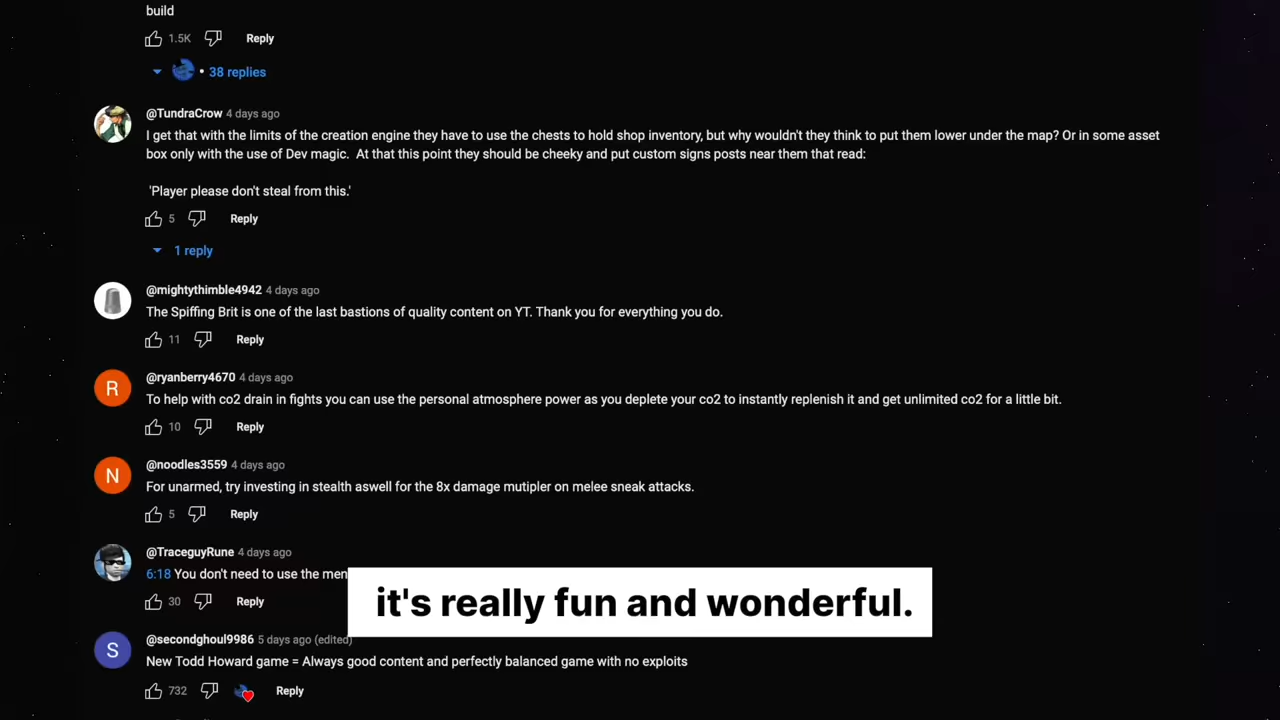 build
1.5K Reply
• 38 replies
@TundraCrow 4 days ago
I get that with the limits of the creation engine they have to use the chests to hold shop inventory, but why wouldn't they think to put them lower under the map? Or in some asset
box only with the use of Dev magic. At that this point they should be cheeky and put custom signs posts near them that read:
'Player please don't steal from this.'
5 Reply
1 reply
@mightythimble4942 4 days ago
The Spiffing Brit is one of the last bastions of quality content on YT. Thank you for everything you do.
11 Reply
R
@ryanberry4670 4 days ago
To help with co2 drain in fights you can use the personal atmosphere power as you deplete your co2 to instantly replenish it and get unlimited co2 for a little bit.
10 Reply
N
@noodles3559 4 days ago
For unarmed, try investing in stealth aswell for the 8x damage mutipler on melee sneak attacks.
5 Reply
@TraceguyRune 4 days ago
6:18 You don't need to use the men
30 Reply
it's really fun and wonderful.
S
@secondghoul9986 5 days ago (edited)
New Todd Howard game = Always good content and perfectly balanced game with no exploits
732 Reply